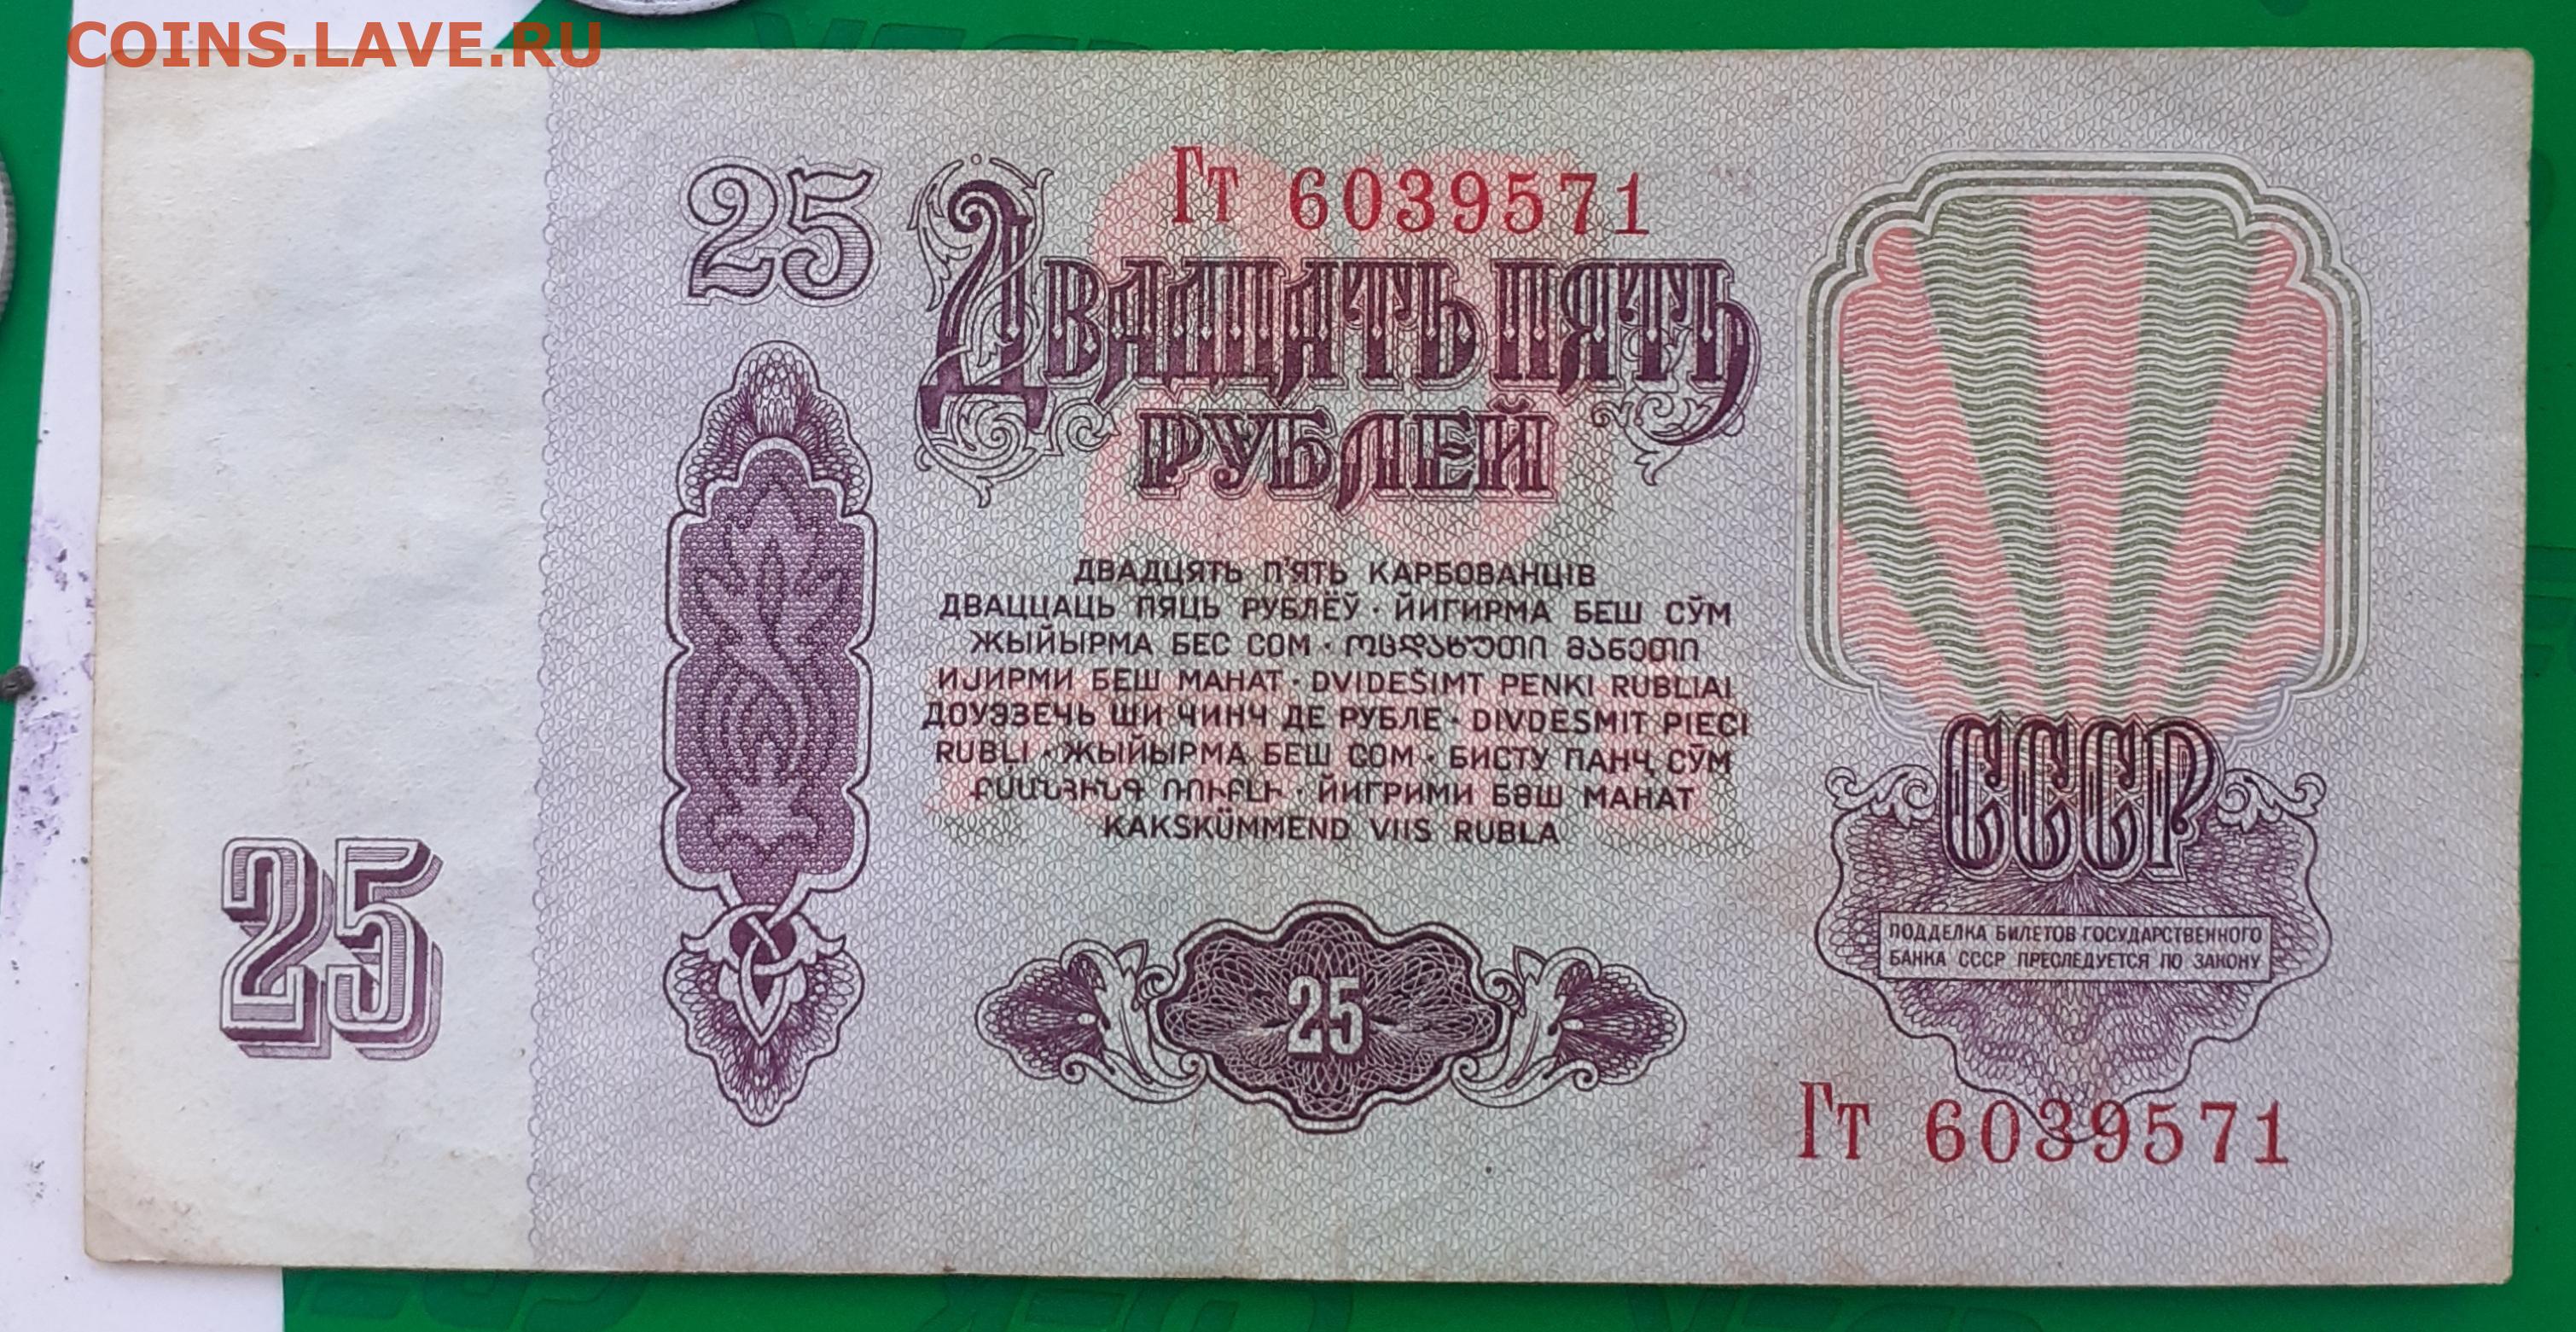 COINS.LAVE.RU
25
Гт 6039571
Двадцать пять
рублей
ДВАДЦЯТЬ П'ЯТЬ КАРБОВАНЦІВ
ДВАЦЦАЦЬ ПЯЦЬ РУБЛЁЎ · ЙИГИРМА БЕШ СЎМ
ЖЫЙЫРМА БЕС СОМ · ოცდახუთი მანეთი
ИЈИРМИ БЕШ МАНАТ · DVIDEŠIMT PENKI RUBLIAI
ДОУЭЗЕЧЬ ШИ ЧИНЧ ДЕ РУБЛЕ · DIVDESMIT PIECI
RUBLI · ЖЫЙЫРМА БЕШ СОМ · БИСТУ ПАНҶ СЎМ
ՔՍԱՆՀԻՆԳ ՌՈՒԲԼԻ · ЙИГРИМИ БӘШ МАНАТ
KAKSKÜMMEND VIIS RUBLA
СССР
ПОДДЕЛКА БИЛЕТОВ ГОСУДАРСТВЕННОГО
БАНКА СССР ПРЕСЛЕДУЕТСЯ ПО ЗАКОНУ
25
25
Гт 6039571